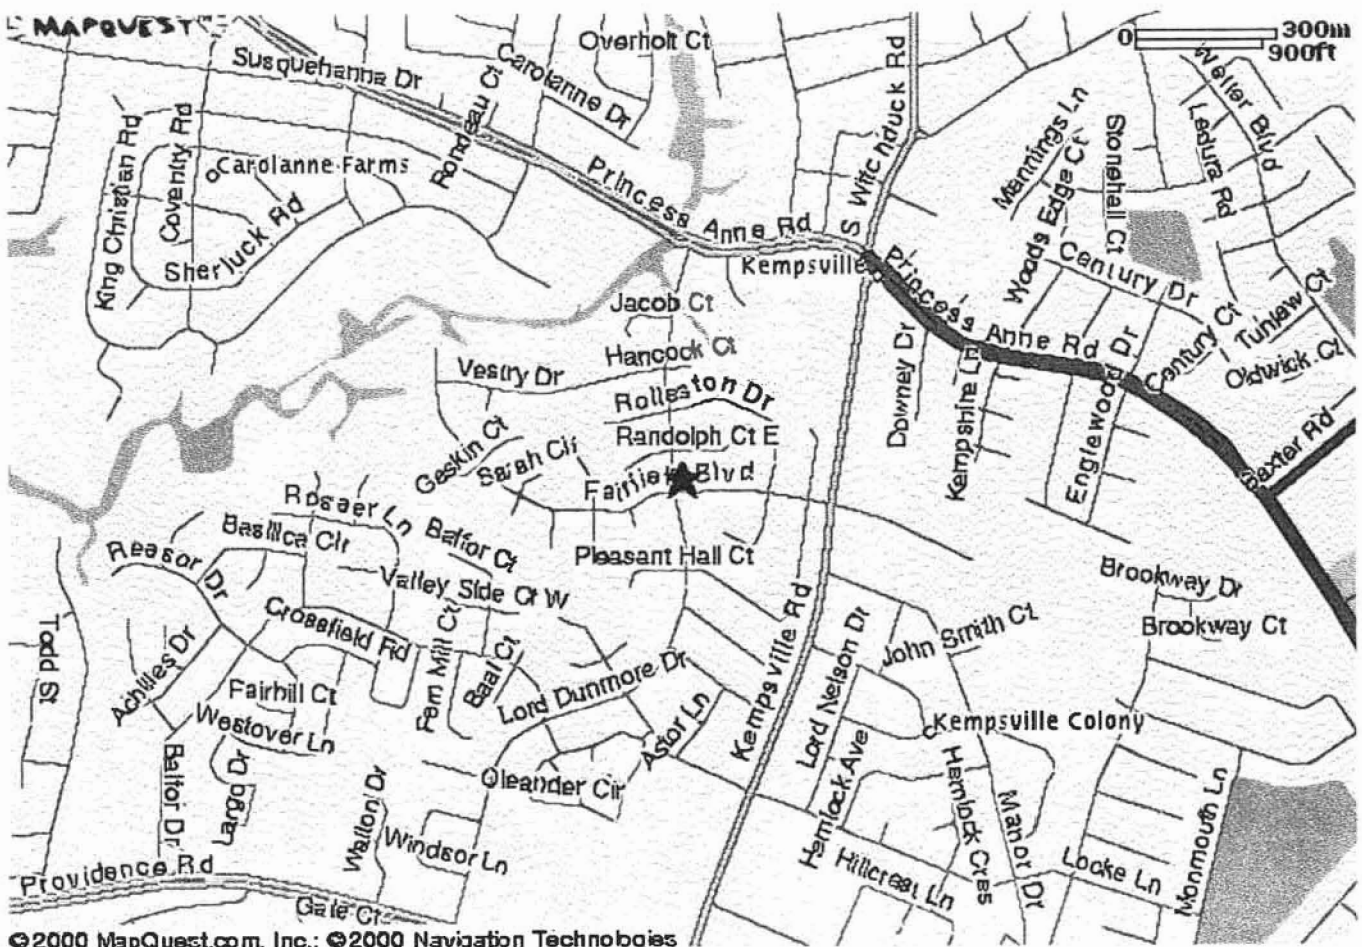 MAPQUEST
0 300m
900ft
Overholt Ct
Susquehanna Dr
Carolanne Dr
Rondeau Ct
S Witchduck Rd
Weller Blvd
Mannings Ln
Lectura Rd
Stonehall Ct
Woods Edge Ct
King Christian Rd
Coventry Rd
Carolanne Farms
Sherluck Rd
Princess Anne Rd
Kempsville
Princess Anne Rd
Century Dr
Century Ct
Tunlaw Ct
Oldwick Ct
Jacob Ct
Hancock Ct
Vestry Dr
Rolleston Dr
Randolph Ct E
Geskin Ct
Sarah Cir
Fairfield Blvd
Downey Dr
Kempshire Ln
Englewood Dr
Baxter Rd
Rosaer Ln
Basilica Cir
Balfor Ct
Reasor Dr
Pleasant Hall Ct
Valley Side Ct W
Crossfield Rd
Brookway Dr
Brookway Ct
Todd St
Achilles Dr
Fern Mill Ct
Baal Ct
Lord Dunmore Dr
Kempsville Rd
Lord Nelson Dr
John Smith Ct
Fairhill Ct
Westover Ln
Astor Ln
Kempsville Colony
Balfor Dr
Largo Dr
Wallon Dr
Oleander Cir
Windsor Ln
Hemlock Ave
Hemlock Cres
Manor Dr
Hillcrest Ln
Locke Ln
Monmouth Ln
Providence Rd
Gate Ct
©2000 MapQuest.com, Inc.; ©2000 Navigation Technologies